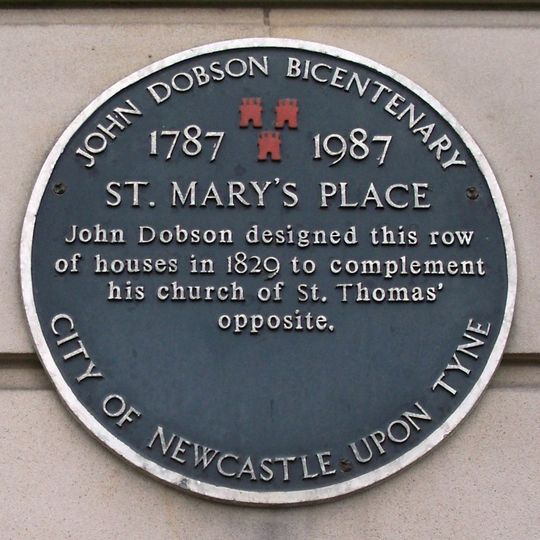 JOHN DOBSON BICENTENARY
1787 1987
ST. MARY'S PLACE
John Dobson designed this row
of houses in 1829 to complement
his church of St. Thomas'
opposite.
CITY OF NEWCASTLE UPON TYNE